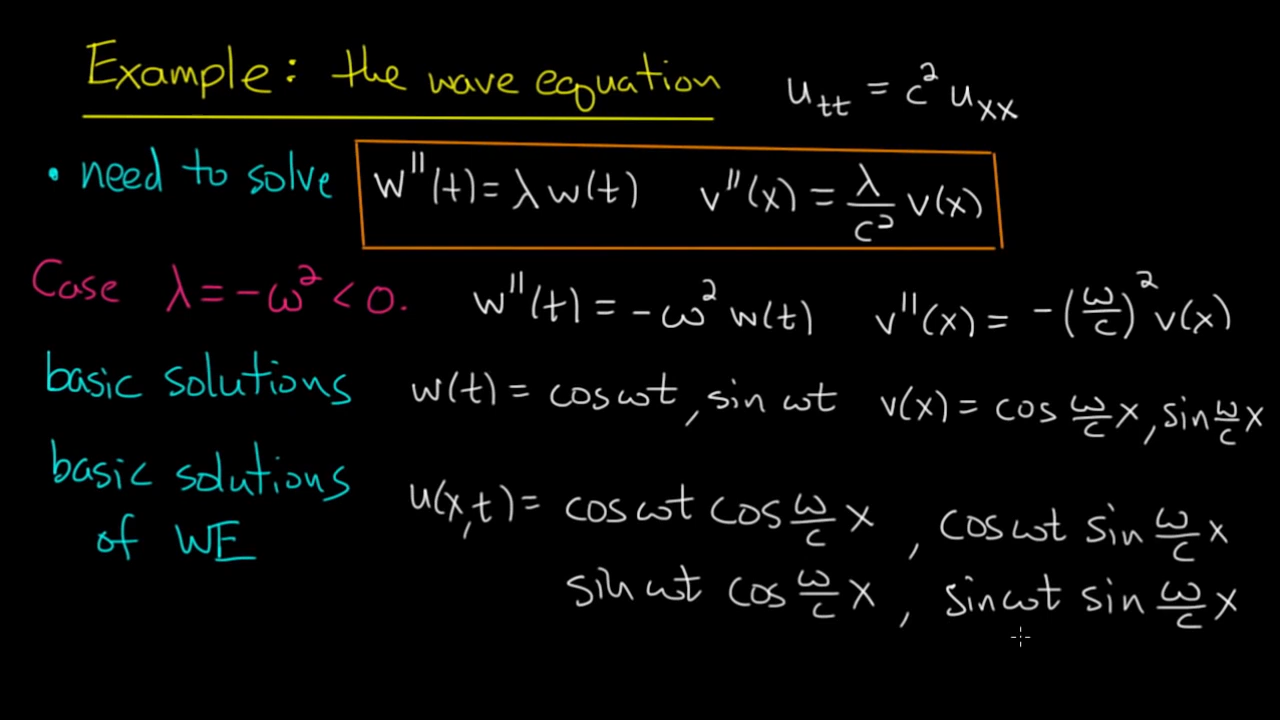 Example: the wave equation u_tt = c² u_xx
• need to solve w''(t) = λ w(t) v''(x) = λ/c² v(x)
Case λ = -ω² < 0. w''(t) = -ω² w(t) v''(x) = -(ω/c)² v(x)
basic solutions w(t) = cos ωt, sin ωt v(x) = cos ω/c x, sin ω/c x
basic solutions u(x,t) = cos ωt cos ω/c x, cos ωt sin ω/c x
of WE sin ωt cos ω/c x, sin ωt sin ω/c x